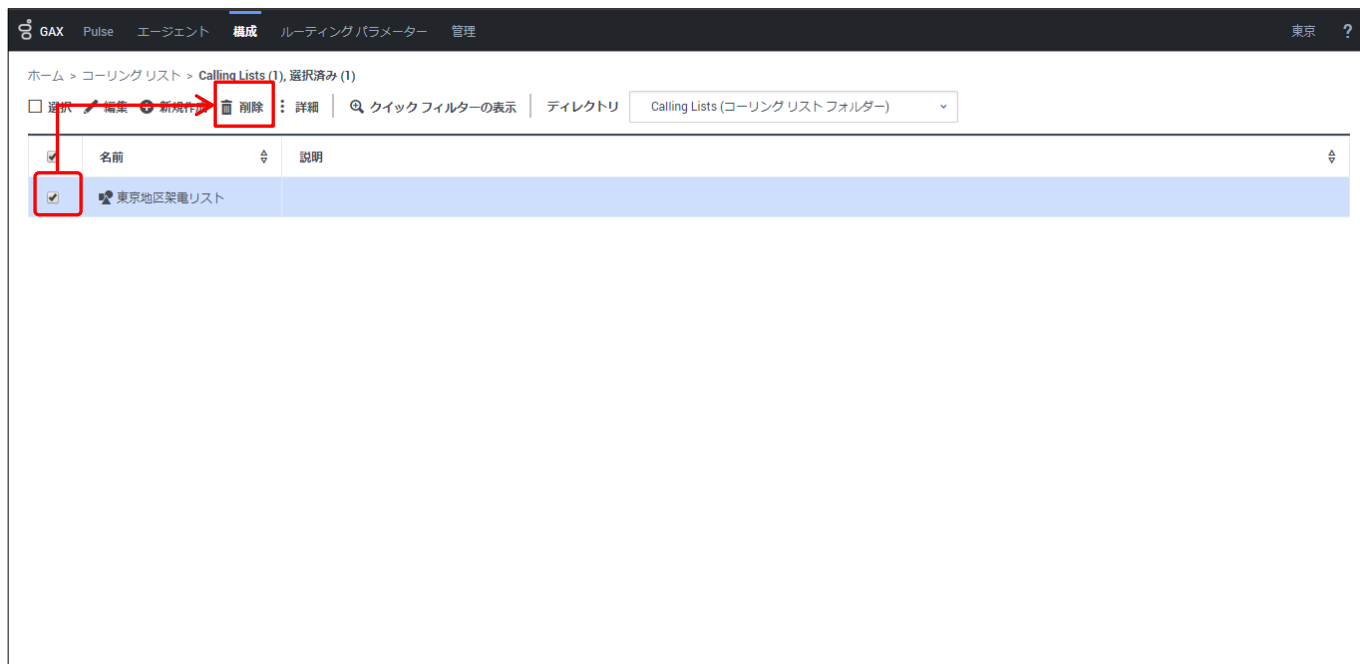 GAX Pulse エージェント 構成 ルーティング パラメーター 管理 東京 ?
ホーム > コーリング リスト > Calling Lists (1), 選択済み (1)
選択 編集 新規作成 削除 詳細 クイック フィルターの表示 ディレクトリ Calling Lists (コーリング リスト フォルダー)
名前 説明
東京地区架電リスト